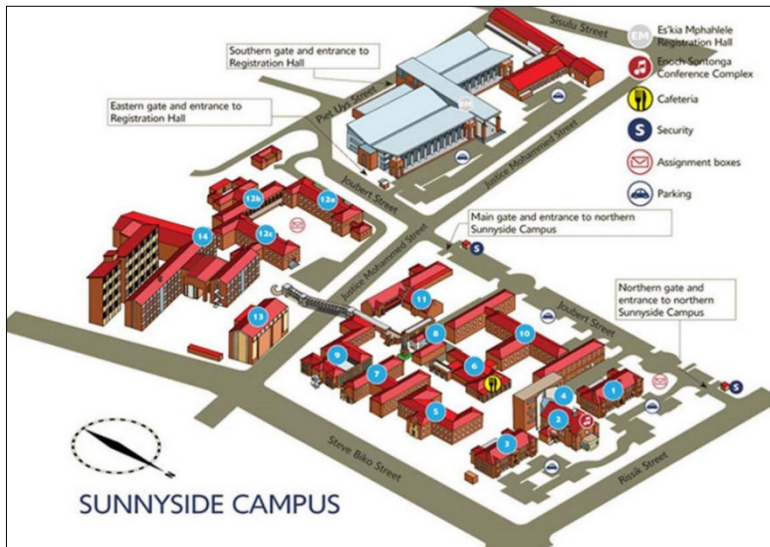 Sisulu Street
Southern gate and entrance to
Registration Hall
EM
Es'kia Mphahlele
Registration Hall
Enoch Sontonga
Conference Complex
Cafeteria
S
Security
Assignment boxes
Parking
Piet Uys Street
EM
Eastern gate and entrance to
Registration Hall
Justice Mohammed Street
Joubert Street
12b
12a
12c
14
Main gate and entrance to northern
Sunnyside Campus
S
Justice Mohammed Street
Northern gate and
entrance to northern
Sunnyside Campus
11
13
Joubert Street
8
10
9
7
6
5
4
1
S
2
3
Steve Biko Street
Rissik Street
N
SUNNYSIDE CAMPUS